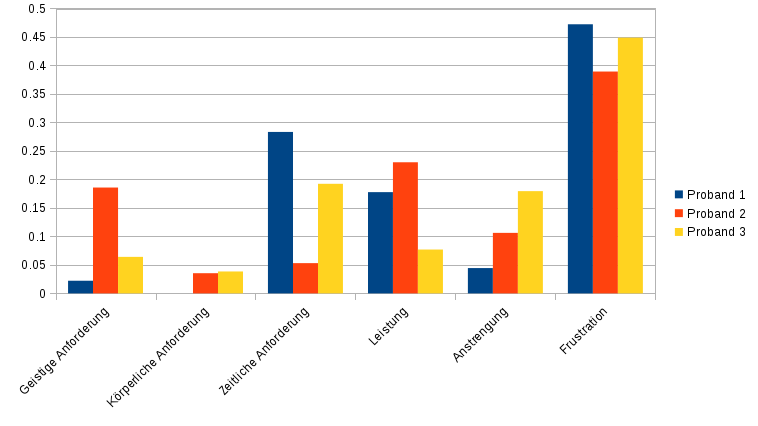 0.5
0.45
0.4
0.35
0.3
0.25
0.2
0.15
0.1
0.05
0
Geistige Anforderung
Körperliche Anforderung
Zeitliche Anforderung
Leistung
Anstrengung
Frustration
Proband 1
Proband 2
Proband 3